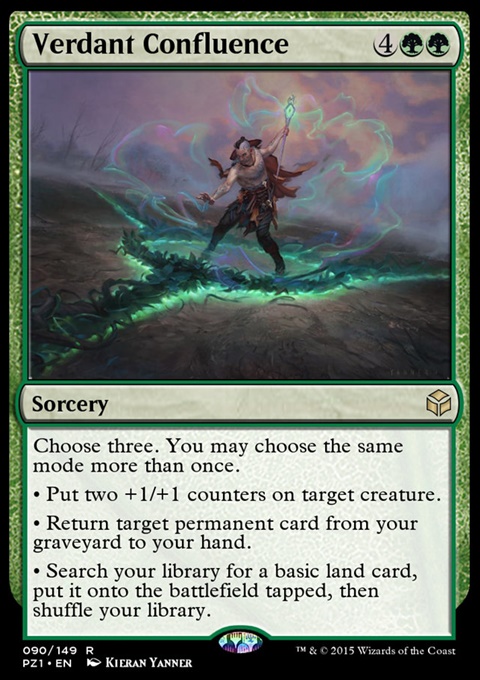 Verdant Confluence 4
Sorcery
Choose three. You may choose the same
mode more than once.
• Put two +1/+1 counters on target creature.
• Return target permanent card from your
graveyard to your hand.
• Search your library for a basic land card,
put it onto the battlefield tapped, then
shuffle your library.
090/149 R
PZ1 • EN Kieran Yanner
™ & © 2015 Wizards of the Coast